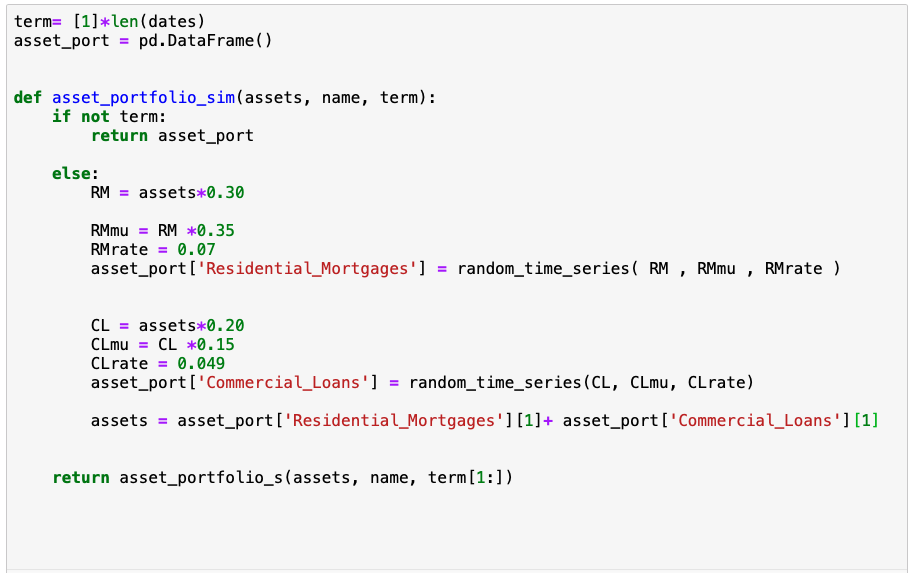 term= [1]*len(dates)
asset_port = pd.DataFrame()
def asset_portfolio_sim(assets, name, term):
if not term:
return asset_port
else:
RM = assets*0.30
RMmu = RM *0.35
RMrate = 0.07
asset_port['Residential_Mortgages'] = random_time_series( RM , RMmu , RMrate )
CL = assets*0.20
CLmu = CL *0.15
CLrate = 0.049
asset_port['Commercial_Loans'] = random_time_series(CL, CLmu, CLrate)
assets = asset_port['Residential_Mortgages'][1]+ asset_port['Commercial_Loans'][1]
return asset_portfolio_s(assets, name, term[1:])